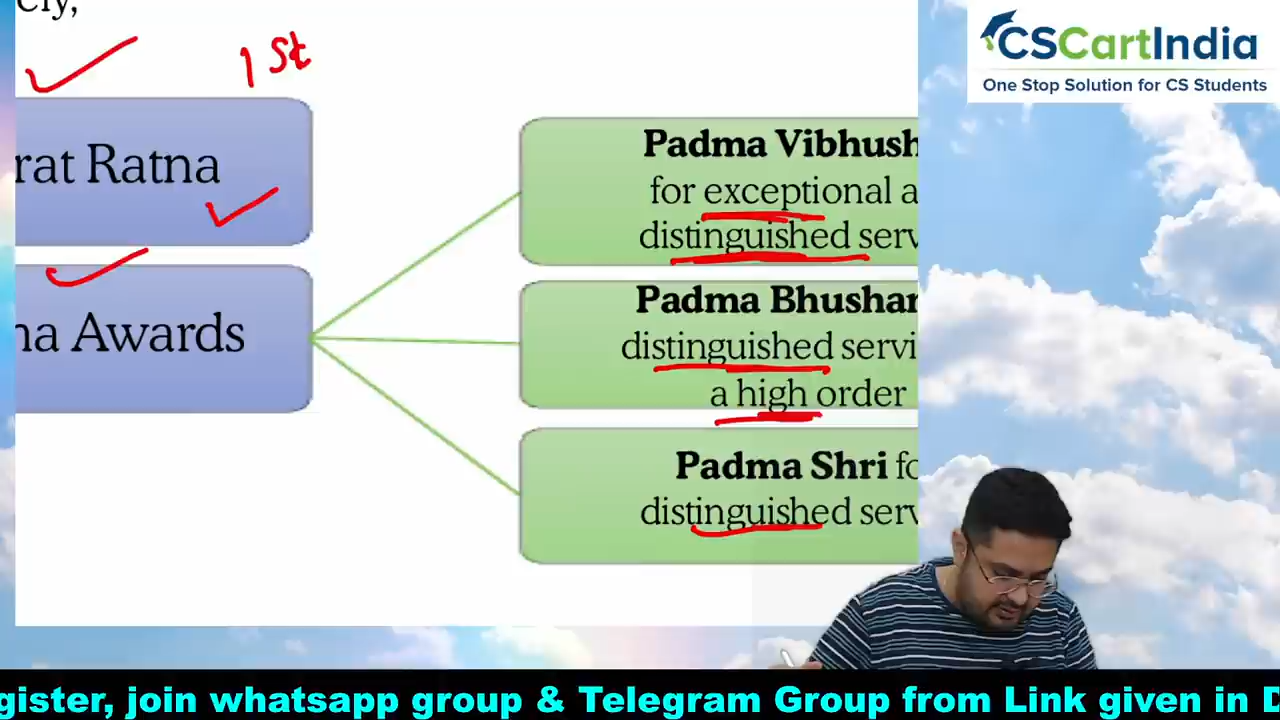 ely,
1 St
rat Ratna
na Awards
Padma Vibhush
for exceptional a
distinguished serv
Padma Bhushan
distinguished servi
a high order
Padma Shri fo
distinguished serv
CSCartIndia
One Stop Solution for CS Students
gister, join whatsapp group & Telegram Group from Link given in D